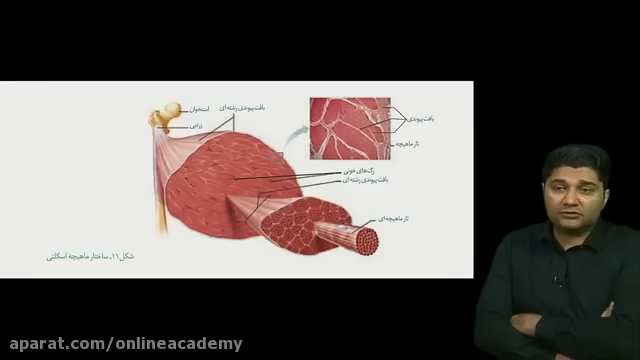 استخوان
بافت پیوندی رشته‌ای
زردپی
بافت پیوندی
تار ماهیچه
رگ‌های خونی
بافت پیوندی رشته‌ای
تار ماهیچه‌ای
شکل ۱۱ـ ساختار ماهیچهٔ اسکلتی
aparat.com/onlineacademy